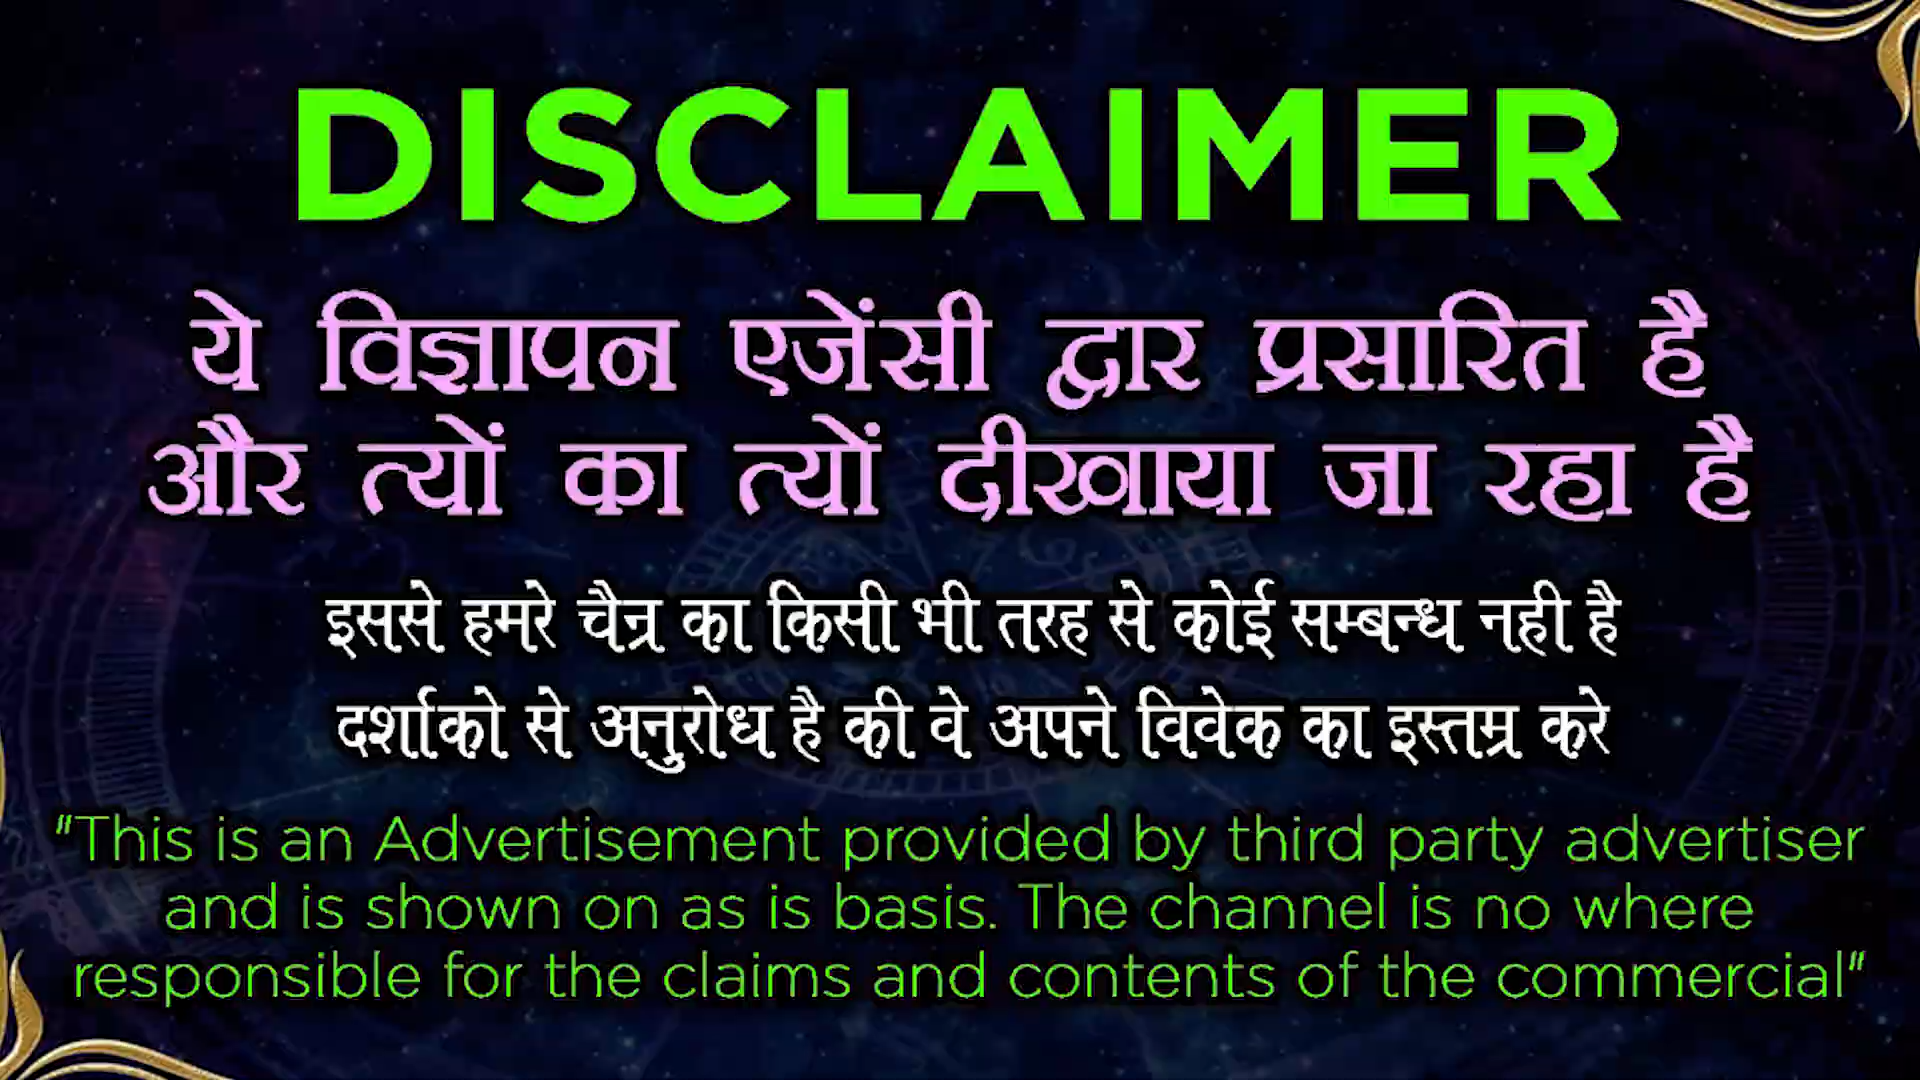 DISCLAIMER
ये विज्ञापन एजेंसी द्वार प्रसारित है
और त्यों का त्यों दीखाया जा रहा है
इससे हमरे चैन्र का किसी भी तरह से कोई सम्बन्ध नही है
दर्शाको से अनुरोध है की वे अपने विवेक का इस्तम्र करे
"This is an Advertisement provided by third party advertiser
and is shown on as is basis. The channel is no where
responsible for the claims and contents of the commercial"